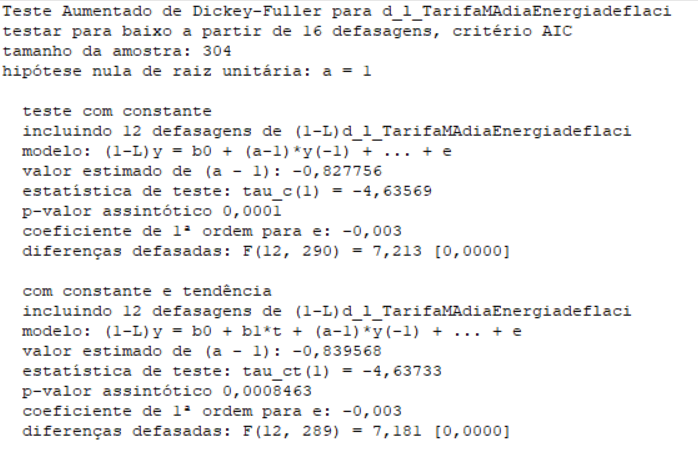 Teste Aumentado de Dickey-Fuller para d_l_TarifaMAdiaEnergiadeflaci
testar para baixo a partir de 16 defasagens, critério AIC
tamanho da amostra: 304
hipótese nula de raiz unitária: a = 1
teste com constante
incluindo 12 defasagens de (1-L)d_l_TarifaMAdiaEnergiadeflaci
modelo: (1-L)y = b0 + (a-1)*y(-1) + ... + e
valor estimado de (a - 1): -0,827756
estatística de teste: tau_c(1) = -4,63569
p-valor assintótico 0,0001
coeficiente de 1ª ordem para e: -0,003
diferenças defasadas: F(12, 290) = 7,213 [0,0000]
com constante e tendência
incluindo 12 defasagens de (1-L)d_l_TarifaMAdiaEnergiadeflaci
modelo: (1-L)y = b0 + b1*t + (a-1)*y(-1) + ... + e
valor estimado de (a - 1): -0,839568
estatística de teste: tau_ct(1) = -4,63733
p-valor assintótico 0,0008463
coeficiente de 1ª ordem para e: -0,003
diferenças defasadas: F(12, 289) = 7,181 [0,0000]